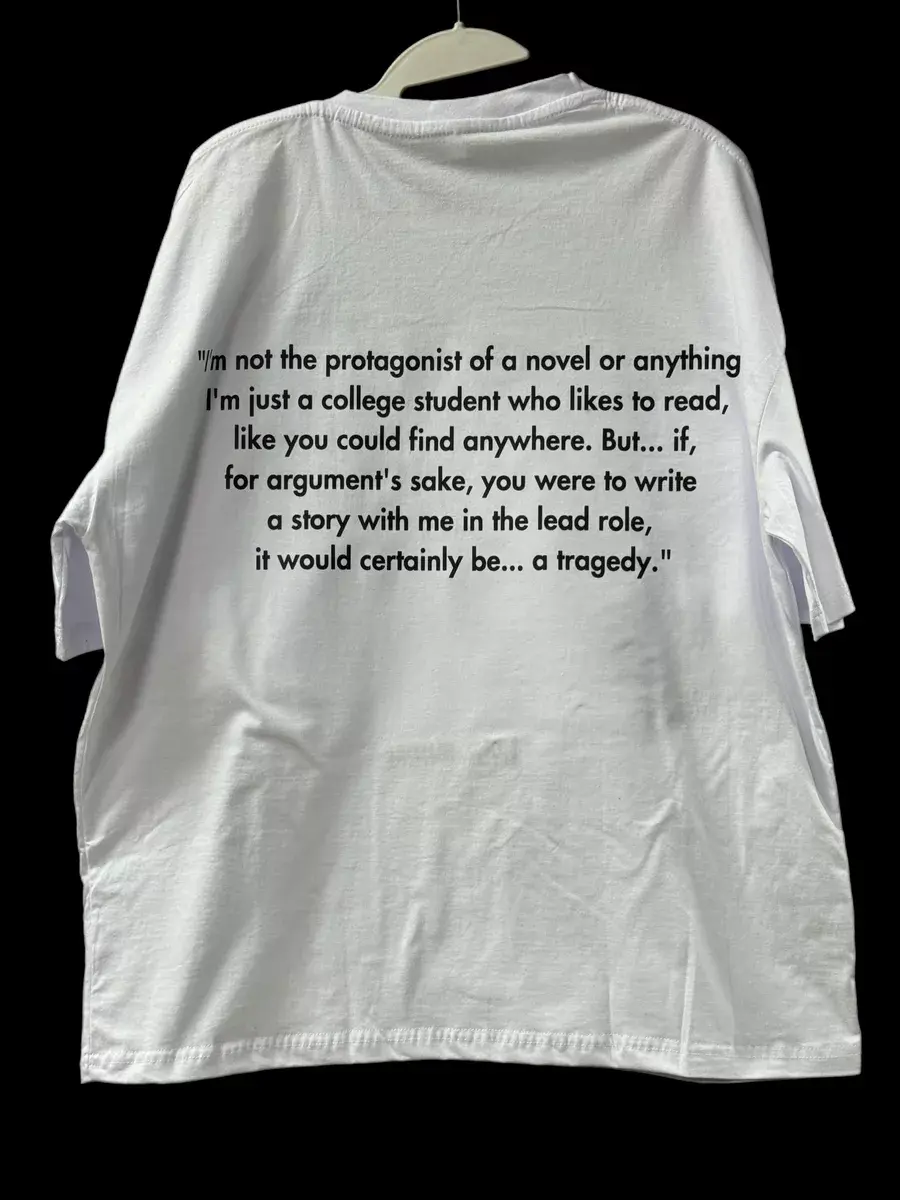 "I'm not the protagonist of a novel or anything
I'm just a college student who likes to read,
like you could find anywhere. But... if,
for argument's sake, you were to write
a story with me in the lead role,
it would certainly be... a tragedy."